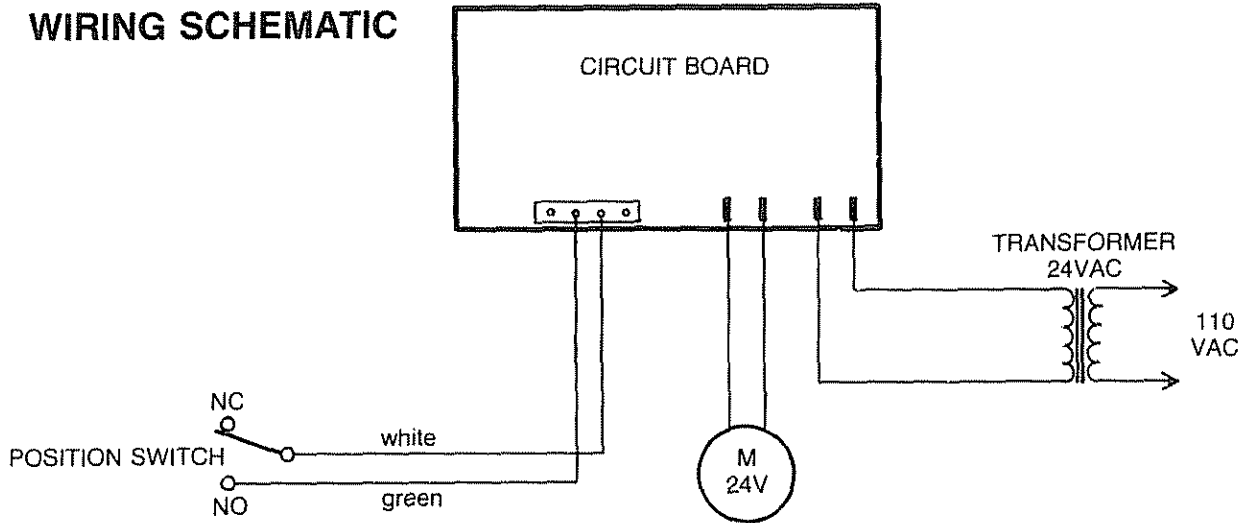 WIRING SCHEMATIC
CIRCUIT BOARD
TRANSFORMER
24VAC
110
VAC
NC
POSITION SWITCH
white
NO
green
M
24V